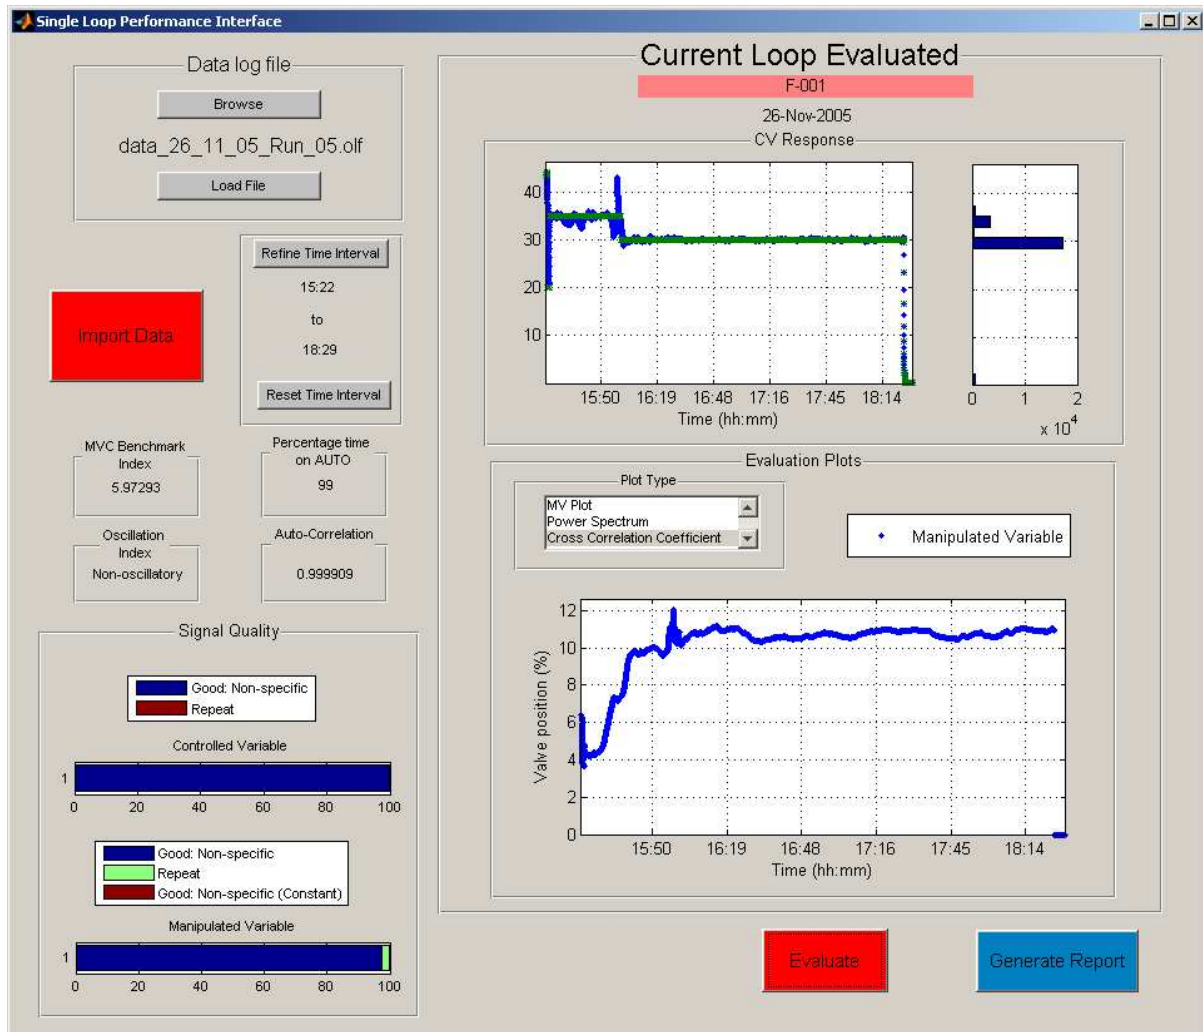 Single Loop Performance Interface
Data log file
Browse
data_26_11_05_Run_05.olf
Load File
Refine Time Interval
15:22
to
18:29
Reset Time Interval
Import Data
MVC Benchmark
Index
5.97293
Percentage time
on AUTO
99
Oscillation
Index
Non-oscillatory
Auto-Correlation
0.999909
Signal Quality
Good: Non-specific
Repeat
Controlled Variable
1
0 20 40 60 80 100
Good: Non-specific
Repeat
Good: Non-specific (Constant)
Manipulated Variable
1
0 20 40 60 80 100
Current Loop Evaluated
F-001
26-Nov-2005
CV Response
40
30
20
10
15:50 16:19 16:48 17:16 17:45 18:14
Time (hh:mm)
0 1 2
x 10^4
Evaluation Plots
Plot Type
MV Plot
Power Spectrum
Cross Correlation Coefficient
Manipulated Variable
Valve position (%)
12
10
8
6
4
2
0
15:50 16:19 16:48 17:16 17:45 18:14
Time (hh:mm)
Evaluate
Generate Report